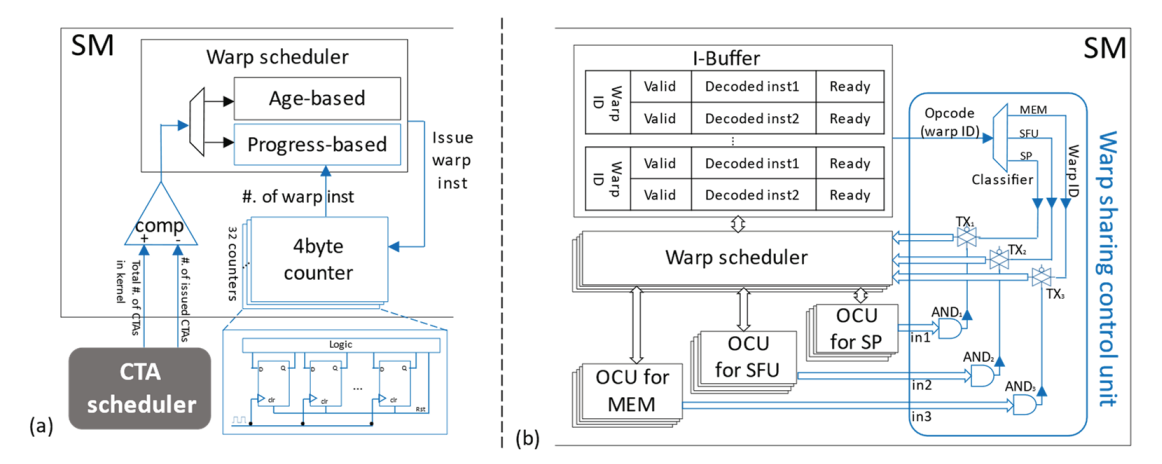 SM
Warp scheduler
Age-based
Progress-based
Issue
warp
inst
#. of warp inst
comp
+
-
32 counters
...
4byte
counter
Total #. of CTAs
in kernel
#. of issued CTAs
CTA
scheduler
Logic
D
Q
D
Q
D
Q
...
clr
clr
clr
Rst
(a)
SM
I-Buffer
Warp
ID
Valid
Decoded inst1
Ready
Valid
Decoded inst2
Ready
...
Warp
ID
Valid
Decoded inst1
Ready
Valid
Decoded inst2
Ready
Opcode
(warp ID)
MEM
SFU
SP
Classifier
Warp ID
Warp sharing control unit
TX1
TX2
TX3
Warp scheduler
OCU
for SP
OCU
for SFU
OCU for
MEM
AND1
in1
AND2
in2
AND3
in3
(b)